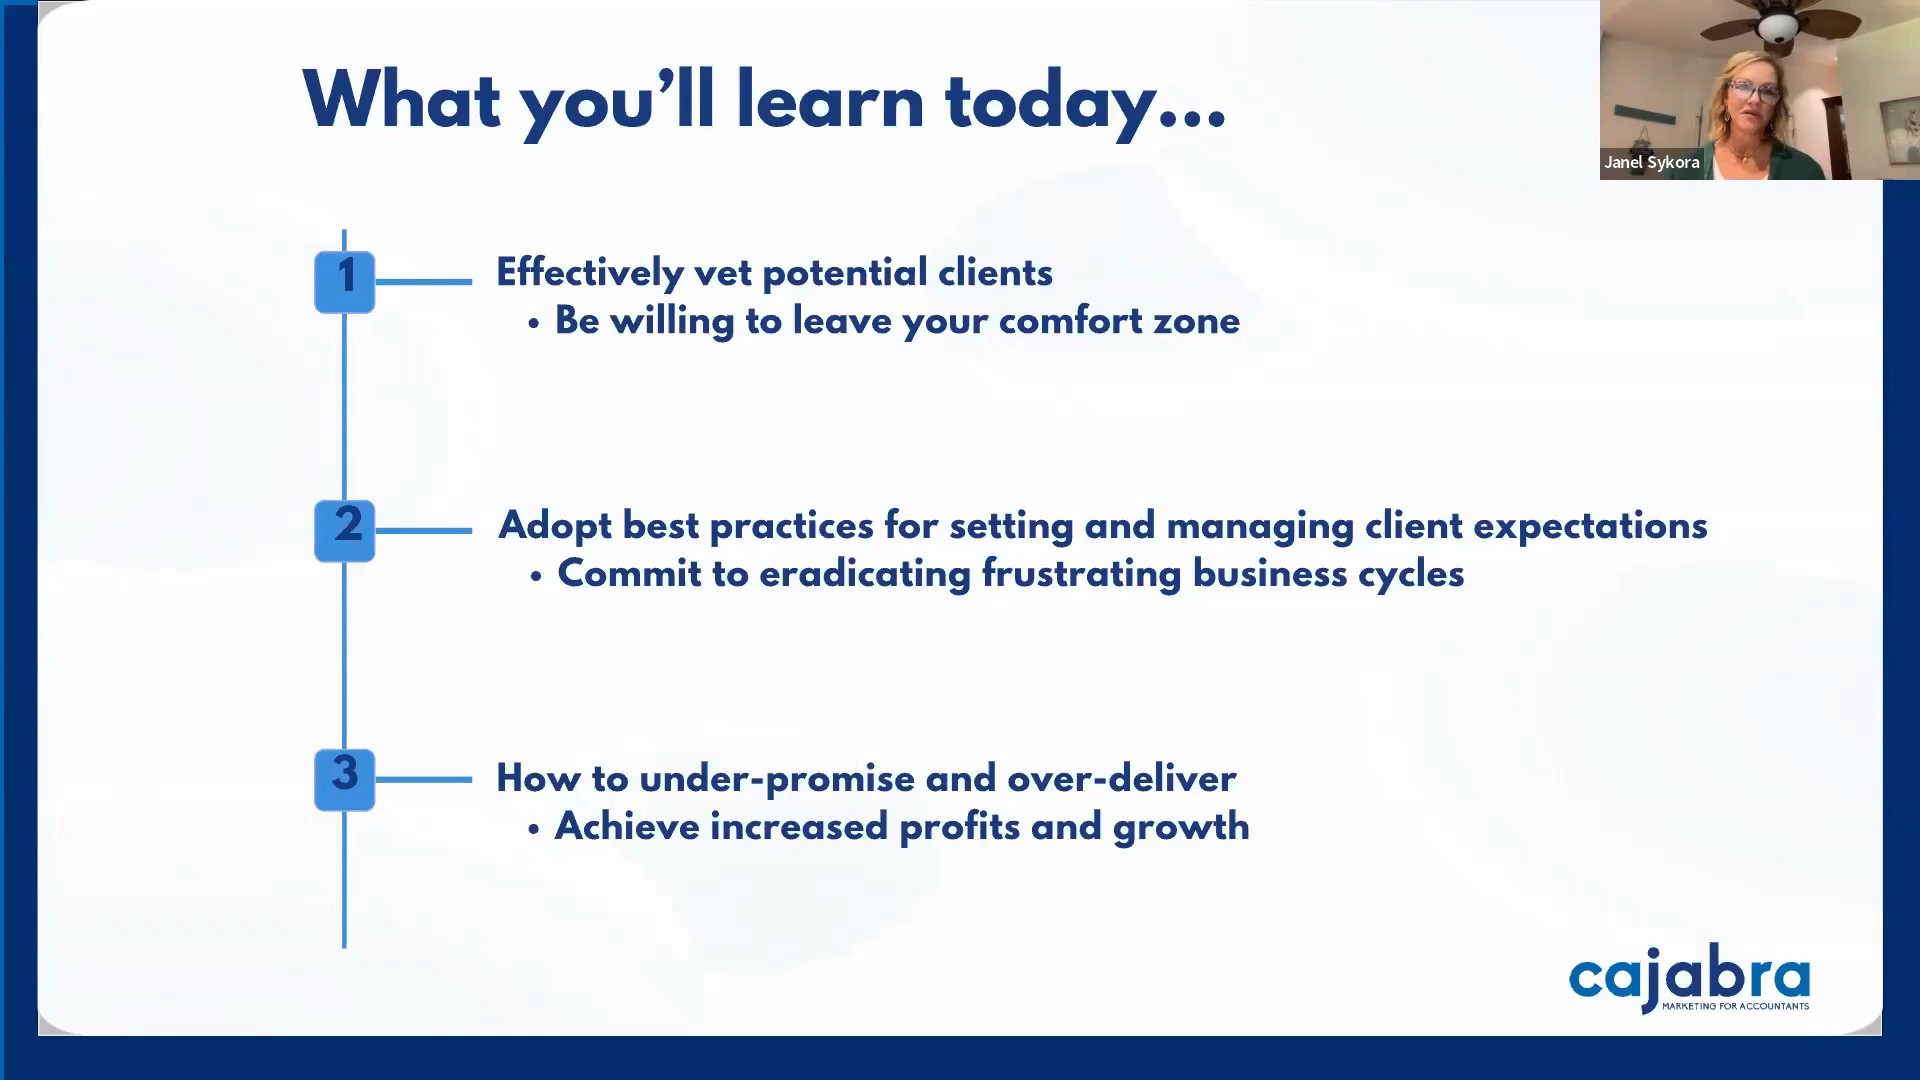 What you’ll learn today...
Janel Sykora
1
Effectively vet potential clients
• Be willing to leave your comfort zone
2
Adopt best practices for setting and managing client expectations
• Commit to eradicating frustrating business cycles
3
How to under-promise and over-deliver
• Achieve increased profits and growth
cajabra
MARKETING FOR ACCOUNTANTS